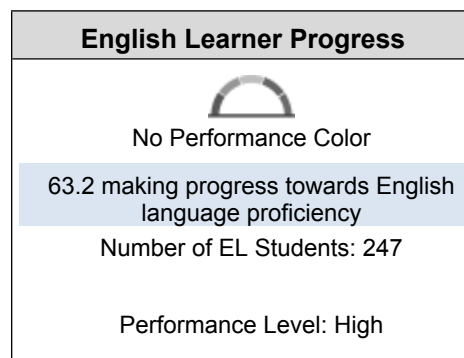 English Learner Progress
No Performance Color
63.2 making progress towards English
language proficiency
Number of EL Students: 247
Performance Level: High